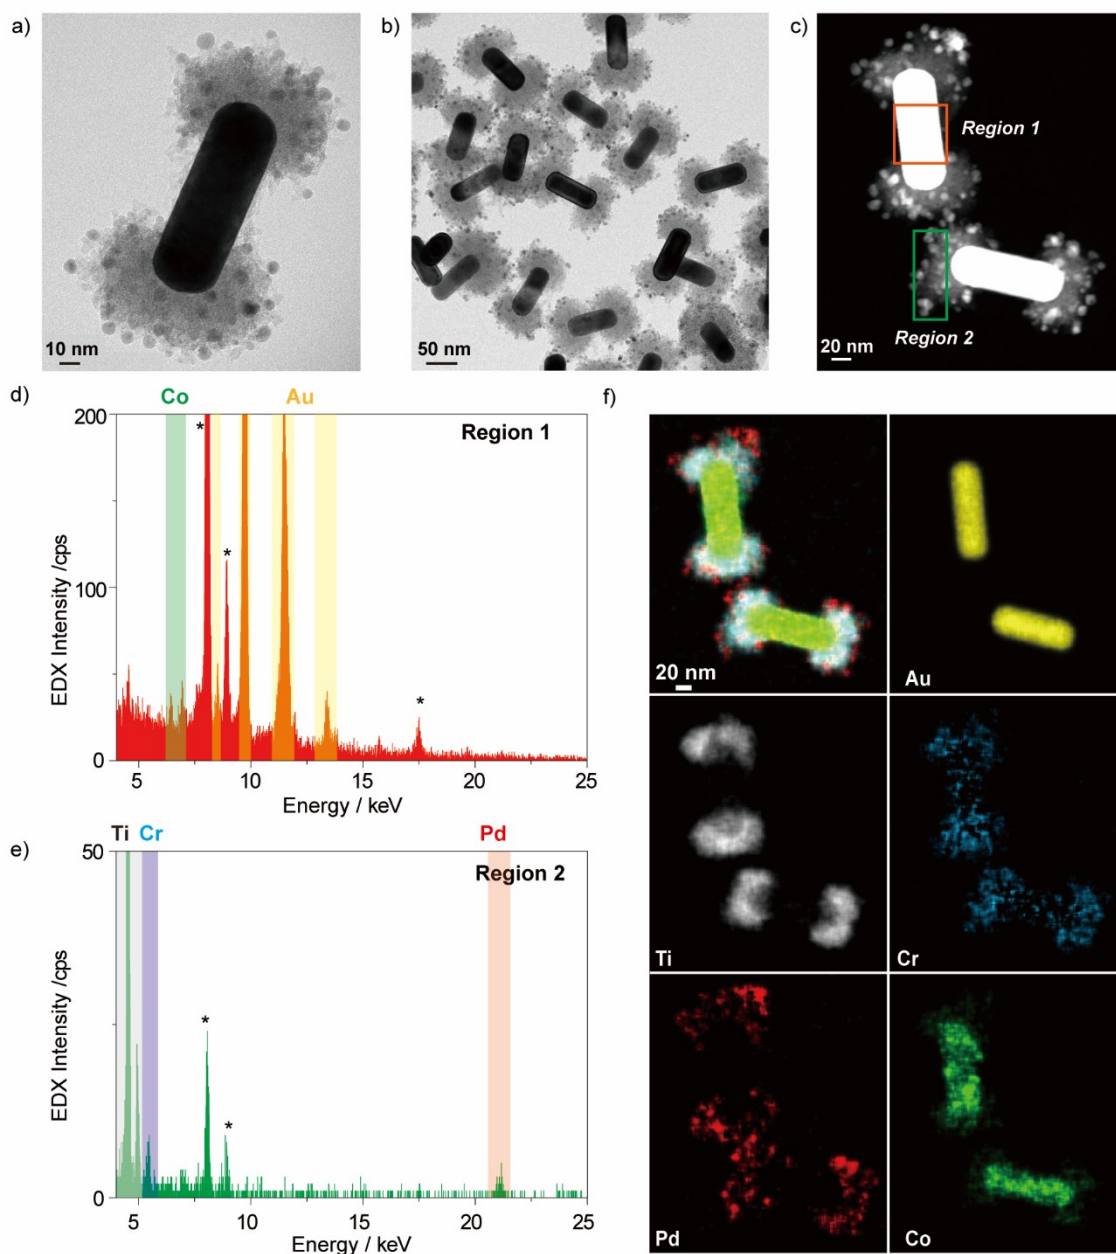 a)
10 nm
b)
50 nm
c)
Region 1
Region 2
20 nm
d)
Co
Au
200
100
0
*
*
*
Region 1
EDX Intensity /cps
5
10
15
20
25
Energy / keV
e)
Ti
Cr
Pd
50
0
*
*
Region 2
EDX Intensity /cps
5
10
15
20
25
Energy / keV
f)
20 nm
Au
Ti
Cr
Pd
Co